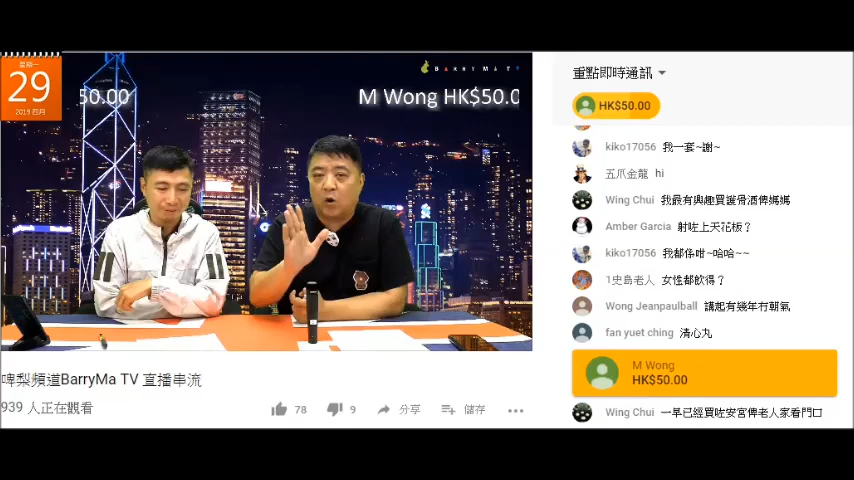 星期一
29
2019 四月
BARRYMA TV
50.00
M Wong HK$50.0
啤梨頻道BarryMa TV 直播串流
939 人正在觀看
78
9
分享
儲存
重點即時通訊
HK$50.00
kiko17056 我一套~謝~
五爪金龍 hi
Wing Chui 我最有興趣買護骨酒俾媽媽
Amber Garcia 射咗上天花板？
kiko17056 我都係咁~哈哈~~
1史島老人 女性都飲得？
Wong Jeanpaulball 講起有幾年冇朝氣
fan yuet ching 清心丸
M Wong
HK$50.00
Wing Chui 一早已經買咗安宮俾老人家看門口